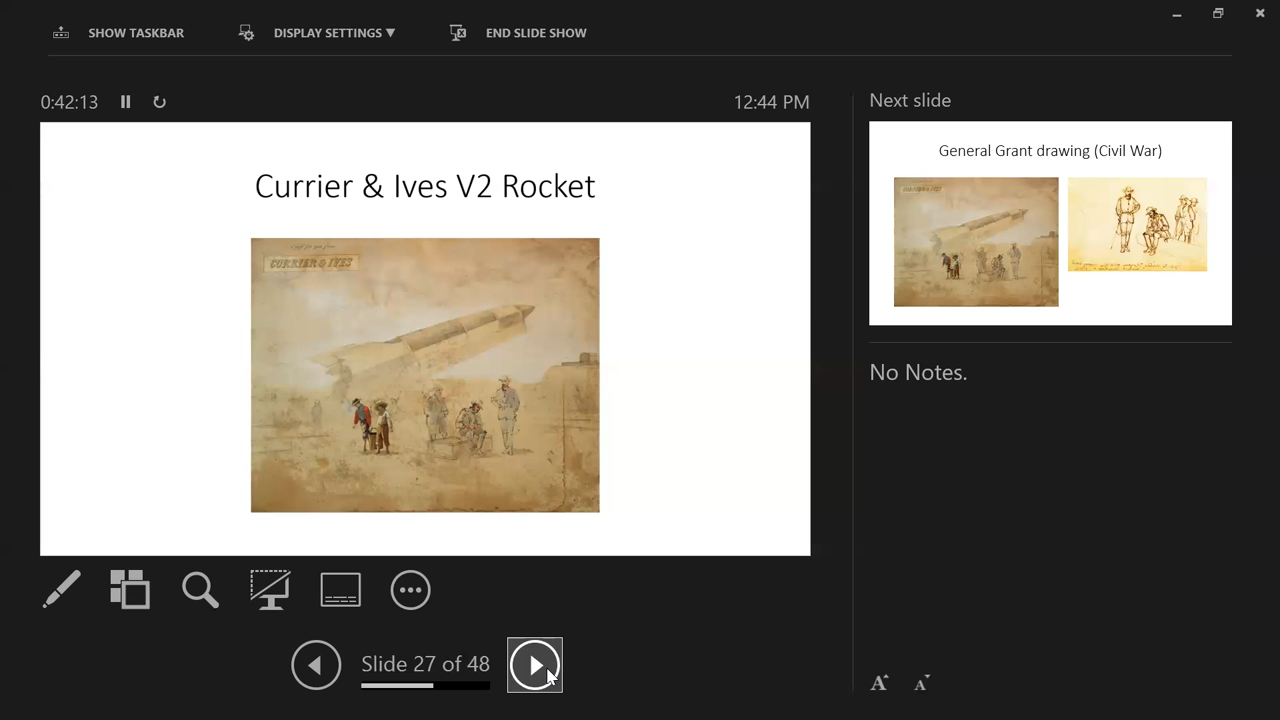 SHOW TASKBAR
DISPLAY SETTINGS ▼
END SLIDE SHOW
0:42:13
12:44 PM
Currier & Ives V2 Rocket
CURRIER & IVES
Slide 27 of 48
Next slide
General Grant drawing (Civil War)
No Notes.
A A